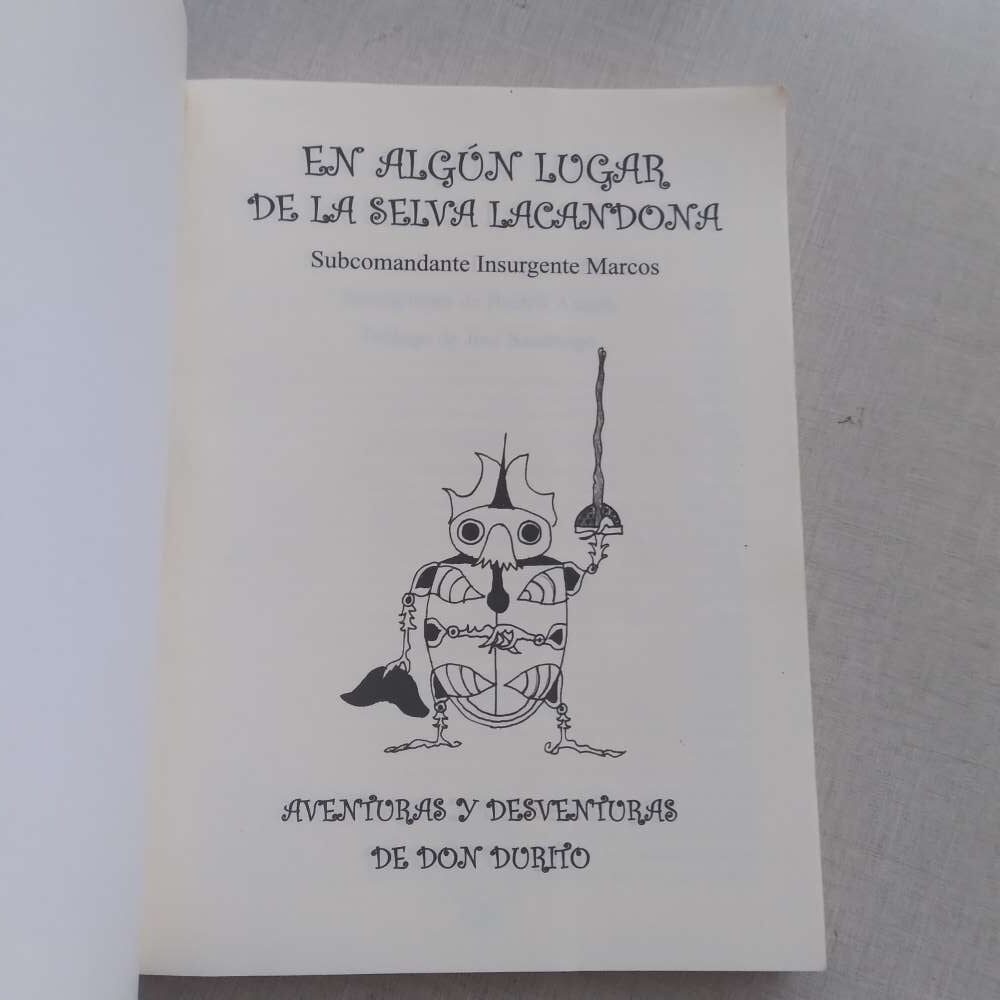 EN ALGÚN LUGAR
DE LA SELVA LACANDONA
Subcomandante Insurgente Marcos
AVENTURAS Y DESVENTURAS
DE DON DURITO